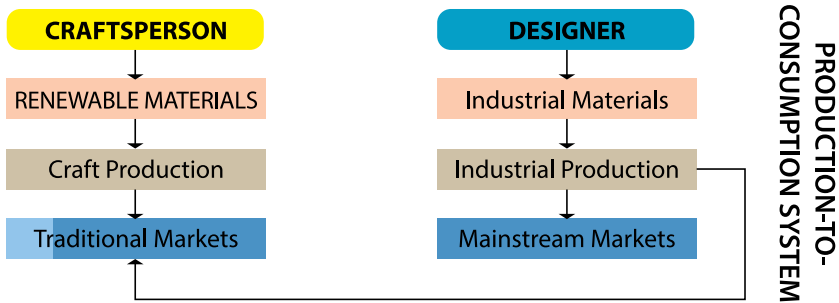 CRAFTSPERSON
DESIGNER
RENEWABLE MATERIALS
Industrial Materials
Craft Production
Industrial Production
Traditional Markets
Mainstream Markets
PRODUCTION-TO-
CONSUMPTION SYSTEM